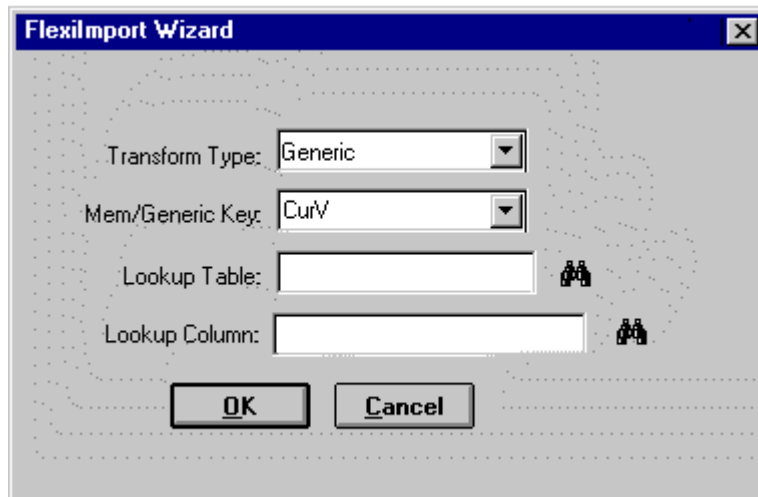 FlexiImport Wizard
Transform Type: Generic
Mem/Generic Key: CurV
Lookup Table:
Lookup Column:
OK Cancel